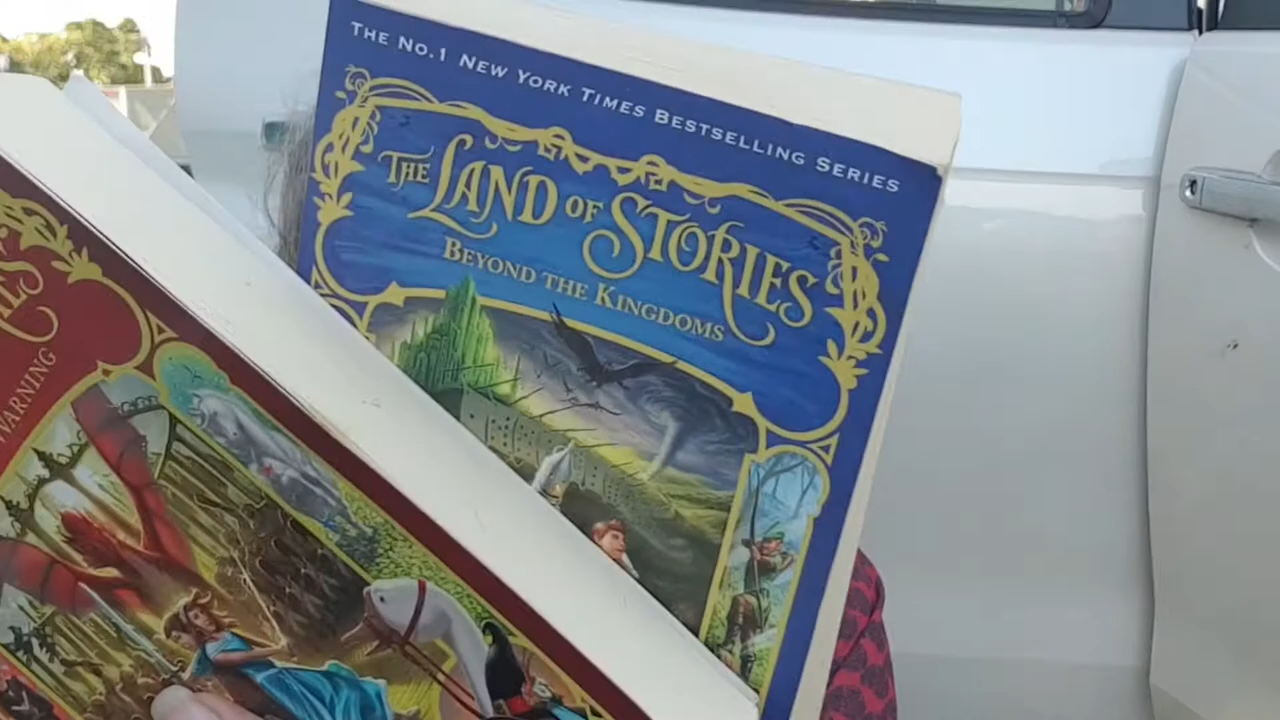 THE NO.1 NEW YORK TIMES BESTSELLING SERIES
THE LAND OF STORIES
BEYOND THE KINGDOMS
WARNING